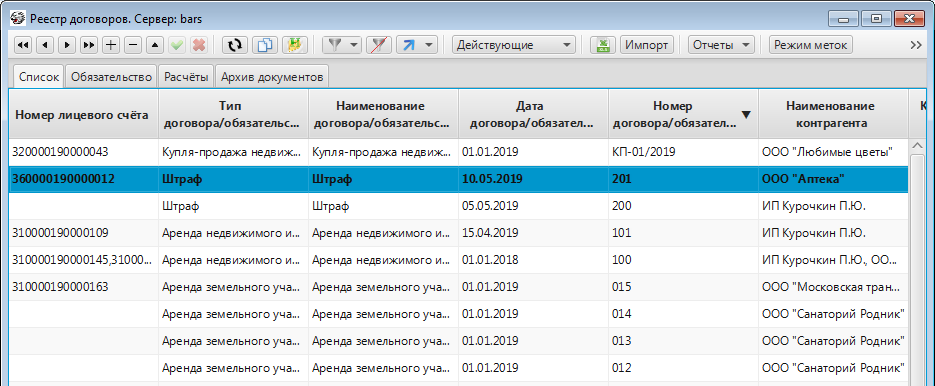 Реестр договоров. Сервер: bars
Действующие Импорт Отчеты Режим меток
Список Обязательство Расчёты Архив документов
Номер лицевого счёта Тип договора/обязательс... Наименование договора/обязательс... Дата договора/обязател... Номер договора/обязател... Наименование контрагента К
320000190000043 Купля-продажа недвиж... Купля-продажа недвиж... 01.01.2019 КП-01/2019 ООО "Любимые цветы"
360000190000012 Штраф Штраф 10.05.2019 201 ООО "Аптека"
Штраф Штраф 05.05.2019 200 ИП Курочкин П.Ю.
310000190000109 Аренда недвижимого и... Аренда недвижимого и... 15.04.2019 101 ИП Курочкин П.Ю.
310000190000145,31000... Аренда недвижимого и... Аренда недвижимого и... 01.01.2018 100 ИП Курочкин П.Ю., ОО...
310000190000163 Аренда земельного уча... Аренда земельного уча... 01.01.2019 015 ООО "Московская тран...
Аренда земельного уча... Аренда земельного уча... 01.01.2019 014 ООО "Санаторий Родник"
Аренда земельного уча... Аренда земельного уча... 01.01.2019 013 ООО "Санаторий Родник"
Аренда земельного уча... Аренда земельного уча... 01.01.2019 012 ООО "Санаторий Родник"